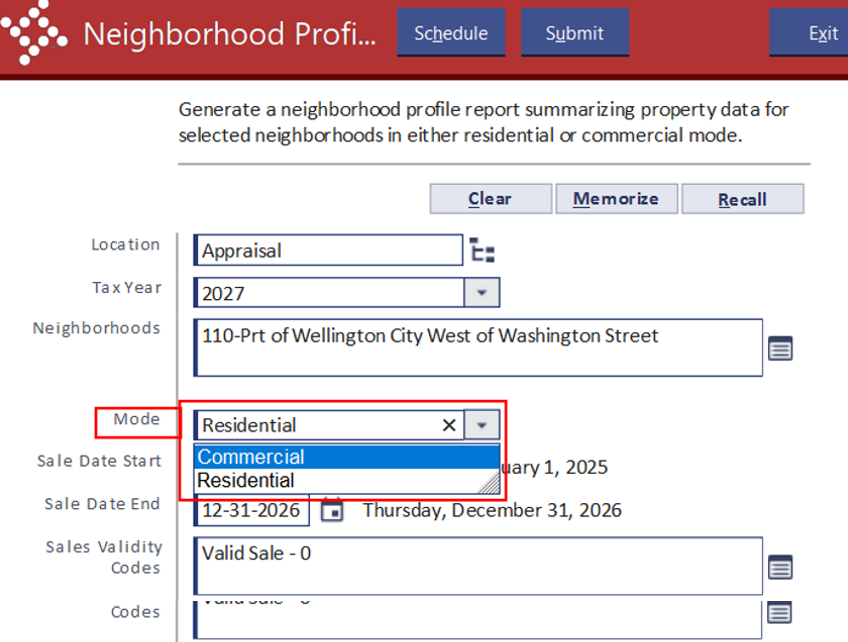 Neighborhood Profi...
Schedule
Submit
Exit
Generate a neighborhood profile report summarizing property data for
selected neighborhoods in either residential or commercial mode.
Clear
Memorize
Recall
Location
Appraisal
Tax Year
2027
Neighborhoods
110-Prt of Wellington City West of Washington Street
Mode
Residential
Commercial
Residential
Sale Date Start
uary 1, 2025
Sale Date End
12-31-2026
Thursday, December 31, 2026
Sales Validity
Codes
Valid Sale - 0
Codes